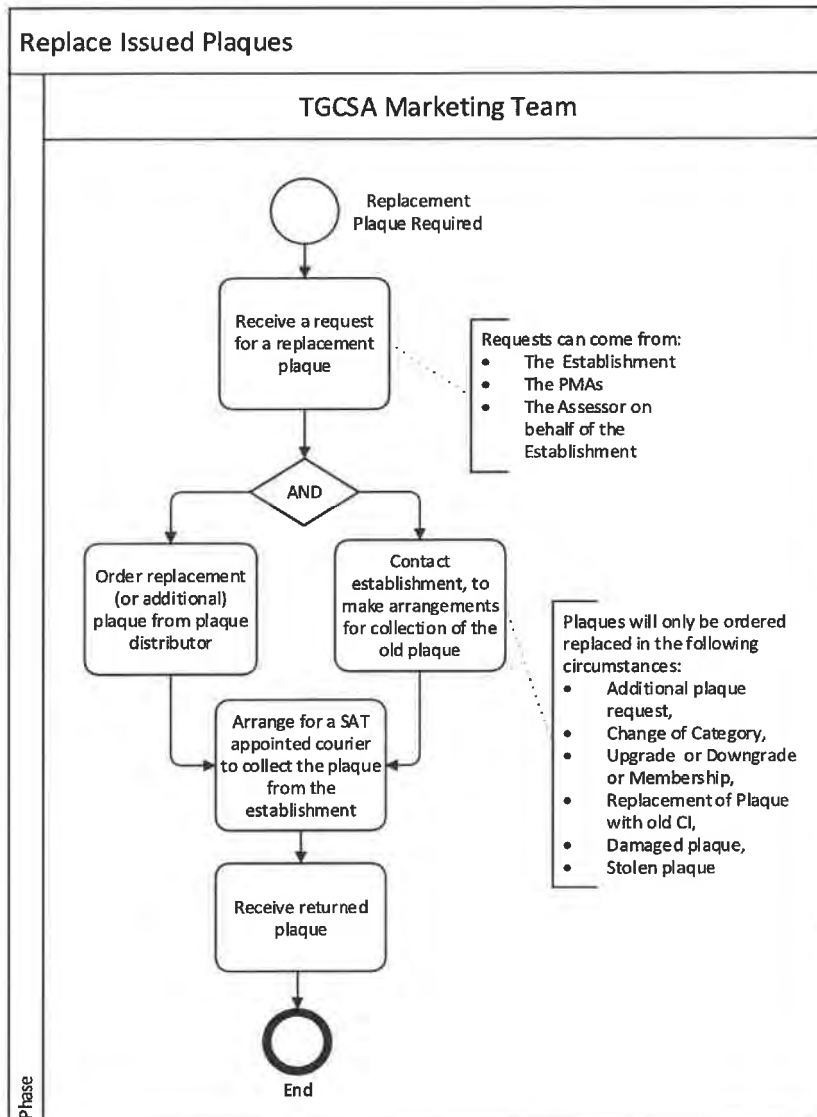 Replace Issued Plaques
TGCSA Marketing Team
Replacement
Plaque Required
Receive a request
for a replacement
plaque
Requests can come from:
• The Establishment
• The PMAs
• The Assessor on
behalf of the
Establishment
AND
Order replacement
(or additional)
plaque from plaque
distributor
Contact
establishment, to
make arrangements
for collection of the
old plaque
Plaques will only be ordered
replaced in the following
circumstances:
• Additional plaque
request,
• Change of Category,
• Upgrade or Downgrade
or Membership,
• Replacement of Plaque
with old CI,
• Damaged plaque,
• Stolen plaque
Arrange for a SAT
appointed courier
to collect the plaque
from the
establishment
Receive returned
plaque
End
Phase